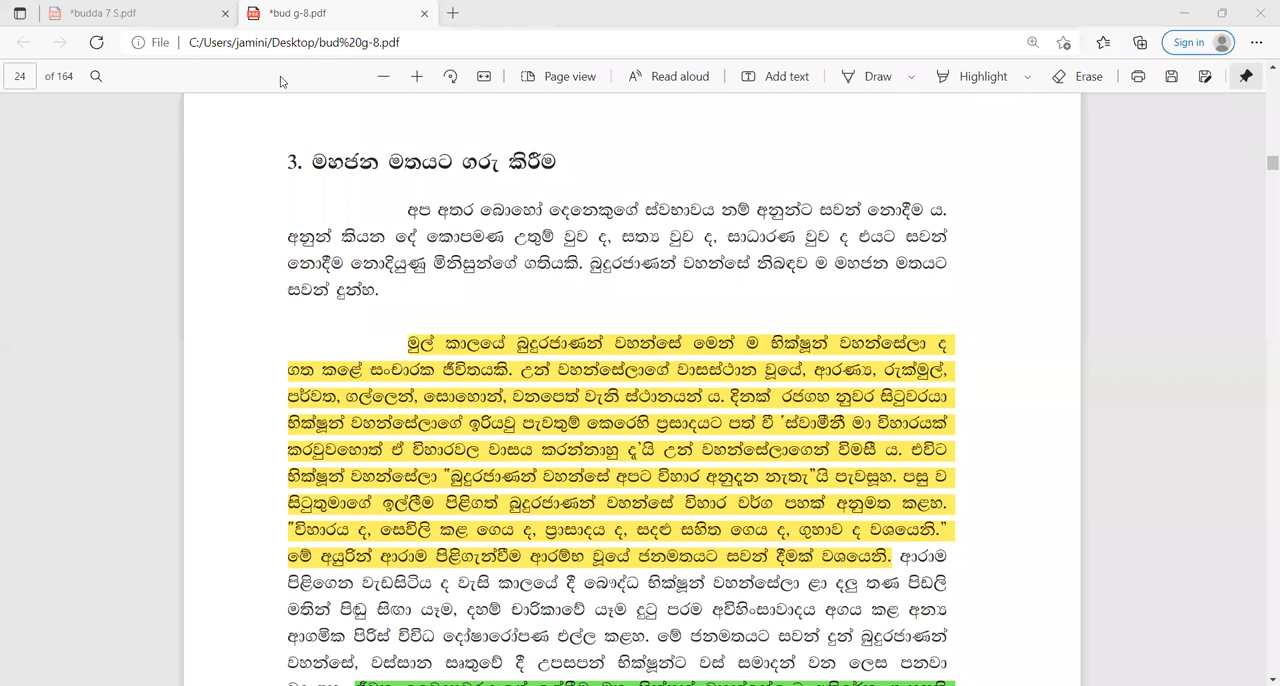 *budda 7 S.pdf
*bud g-8.pdf
File
C:/Users/jamini/Desktop/bud%20g-8.pdf
Sign in
24 of 164
Page view
Read aloud
Add text
Draw
Highlight
Erase
3. මහජන මතයට ගරු කිරීම
අප අතර බොහෝ දෙනෙකුගේ ස්වභාවය නම් අනුන්ට සවන් නොදීම ය.
අනුන් කියන දේ කොපමණ උතුම් වුව ද, සත්‍ය වුව ද, සාධාරණ වුව ද එයට සවන්
නොදීම නොදියුණු මිනිසුන්ගේ ගතියකි. බුදුරජාණන් වහන්සේ නිබඳව ම මහජන මතයට
සවන් දුන්හ.
මුල් කාලයේ බුදුරජාණන් වහන්සේ මෙන් ම භික්ෂූන් වහන්සේලා ද
ගත කළේ සංචාරක ජීවිතයකි. උන් වහන්සේලාගේ වාසස්ථාන වූයේ, ආරණ්‍ය, රුක්මුල්,
පර්වත, ගල්ලෙන්, සොහොන්, වනපෙත් වැනි ස්ථානයන් ය. දිනක් රජගහ නුවර සිටුවරයා
භික්ෂූන් වහන්සේලාගේ ඉරියවු පැවතුම් කෙරෙහි ප්‍රසාදයට පත් වී ‘ස්වාමීනී මා විහාරයක්
කරවුවහොත් ඒ විහාරවල වාසය කරන්නාහු දැ’යි උන් වහන්සේලාගෙන් විමසී ය. එවිට
භික්ෂූන් වහන්සේලා “බුදුරජාණන් වහන්සේ අපට විහාර අනුදැන නැතැ”යි පැවසූහ. පසු ව
සිටුතුමාගේ ඉල්ලීම පිළිගත් බුදුරජාණන් වහන්සේ විහාර වර්ග පහක් අනුමත කළහ.
“විහාරය ද, සෙවිලි කළ ගෙය ද, ප්‍රාසාදය ද, සඳළු සහිත ගෙය ද, ගුහාව ද වශයෙනි.”
මේ අයුරින් ආරාම පිළිගැන්වීම ආරම්භ වූයේ ජනමතයට සවන් දීමක් වශයෙනි. ආරාම
පිළිගෙන වැඩසිටිය ද වැසි කාලයේ දී බෞද්ධ භික්ෂූන් වහන්සේලා ළා දලු තණ පිඩලි
මතින් පිඬු සිඟා යෑම, දහම් චාරිකාවේ යෑම දුටු පරම අවිහිංසාවාදය අගය කළ අන්‍ය
ආගමික පිරිස් විවිධ දෝෂාරෝපණ එල්ල කළහ. මේ ජනමතයට සවන් දුන් බුදුරජාණන්
වහන්සේ, වස්සාන ඍතුවේ දී උපසපන් භික්ෂූන්ට වස් සමාදන් වන ලෙස පනවා